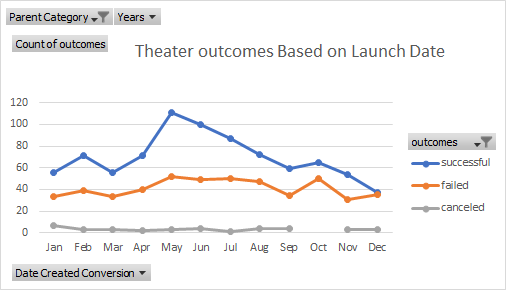 Parent Category Years
Count of outcomes
Theater outcomes Based on Launch Date
120
100
80
60
40
20
0
Jan Feb Mar Apr May Jun Jul Aug Sep Oct Nov Dec
outcomes
successful
failed
canceled
Date Created Conversion